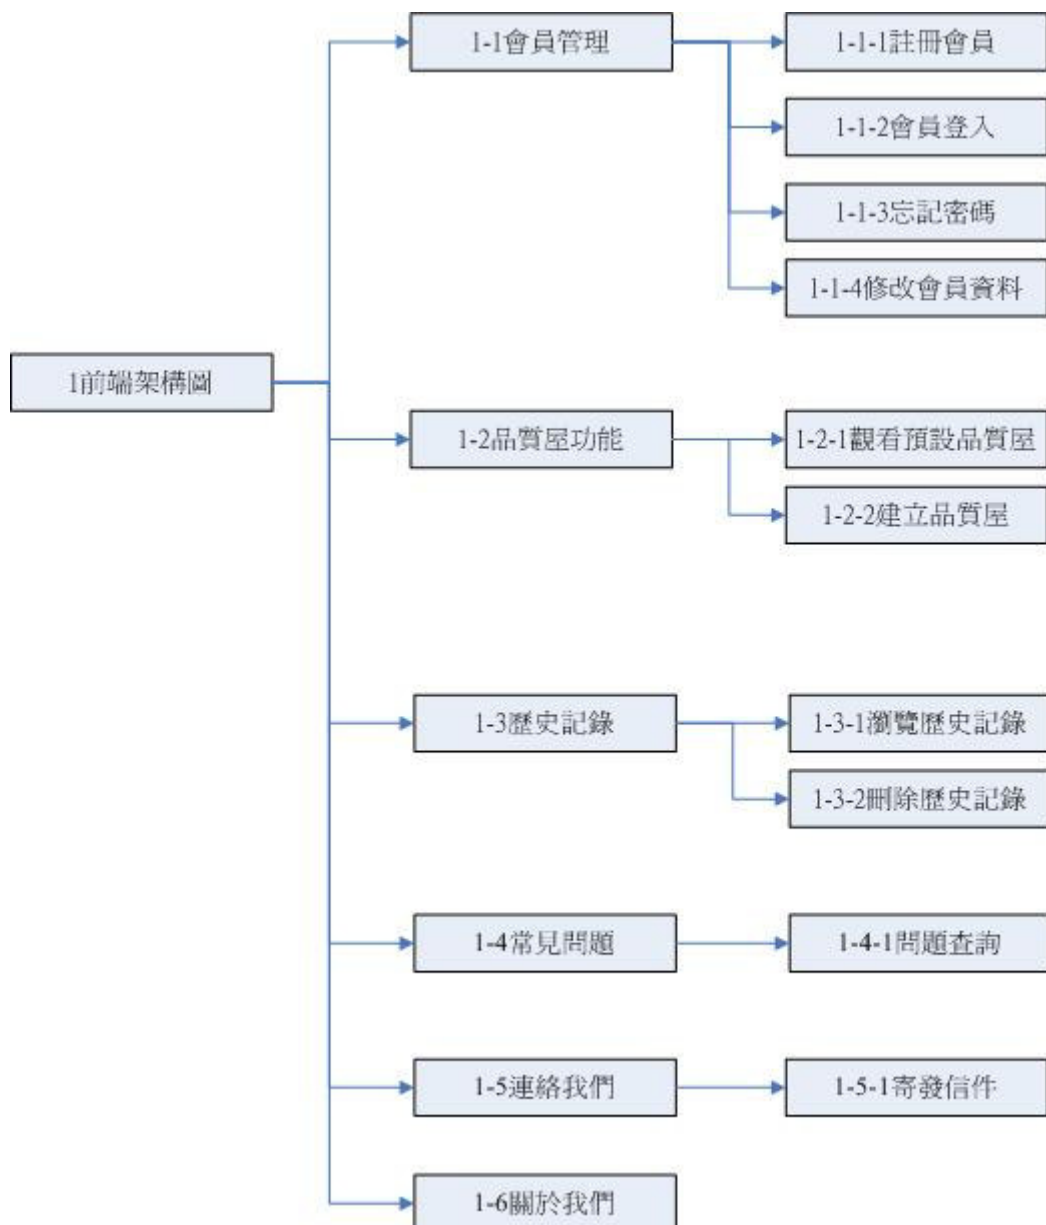 1-1會員管理
1-1-1註冊會員
1-1-2會員登入
1-1-3忘記密碼
1-1-4修改會員資料
1前端架構圖
1-2品質屋功能
1-2-1觀看預設品質屋
1-2-2建立品質屋
1-3歷史記錄
1-3-1瀏覽歷史記錄
1-3-2刪除歷史記錄
1-4常見問題
1-4-1問題查詢
1-5連絡我們
1-5-1寄發信件
1-6關於我們